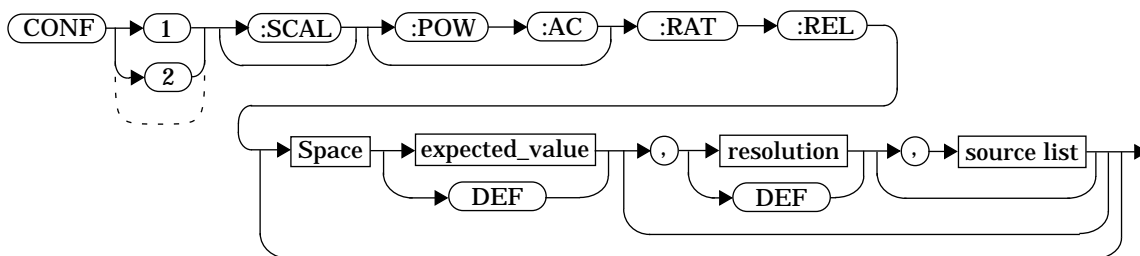 CONF 1 :SCAL :POW :AC :RAT :REL
2
Space expected_value , resolution , source list
DEF DEF